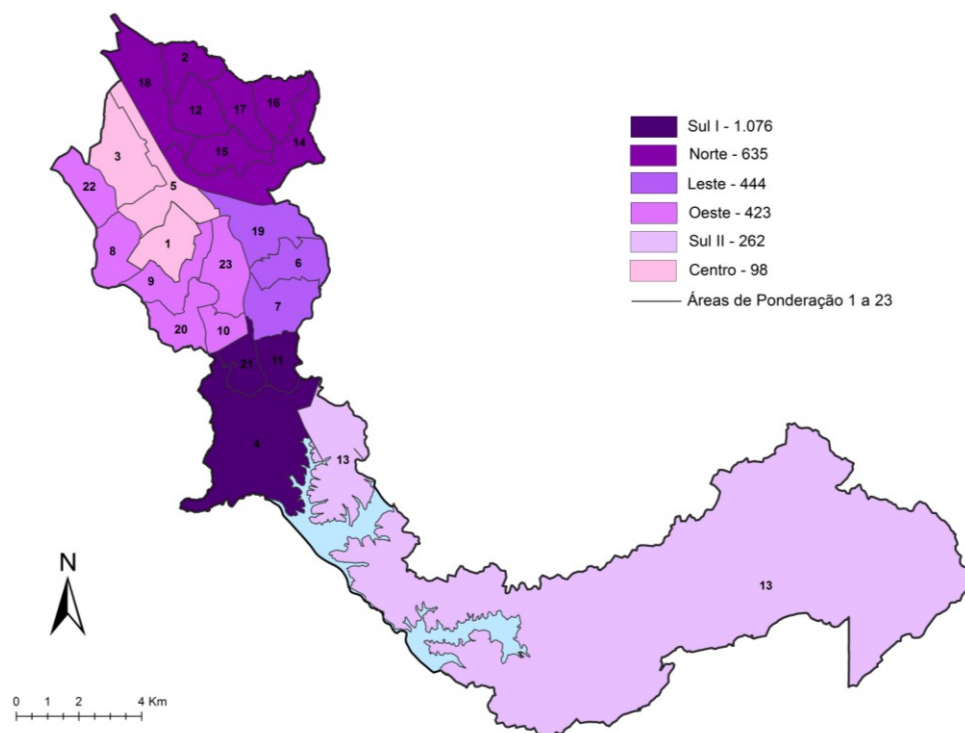 2
18
16
12
17
14
15
3
5
22
19
1
8
23
6
9
7
20
10
21
11
4
13
13
Sul I - 1.076
Norte - 635
Leste - 444
Oeste - 423
Sul II - 262
Centro - 98
Áreas de Ponderação 1 a 23
N
0 1 2 4 Km